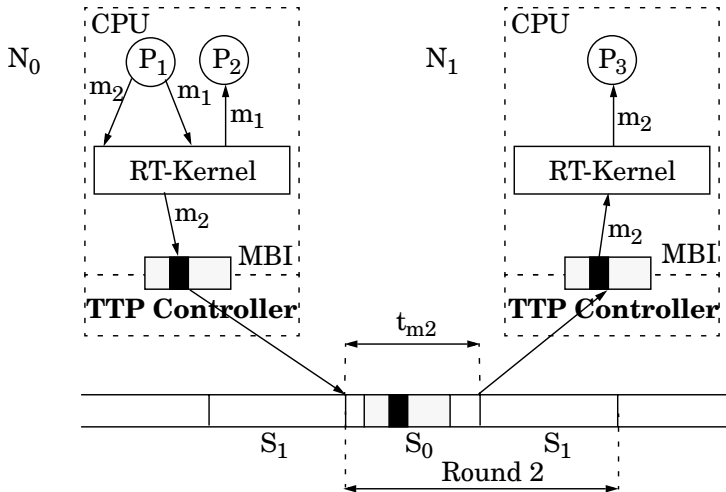 CPU
N0
P1
P2
m2
m1
m1
RT-Kernel
m2
MBI
TTP Controller
CPU
N1
P3
m2
RT-Kernel
m2
MBI
TTP Controller
tm2
S1
S0
S1
Round 2